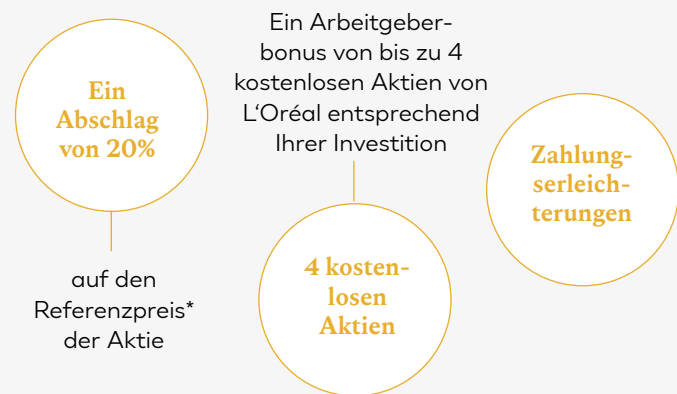 Ein
Abschlag
von 20%
auf den
Referenzpreis*
der Aktie
Ein Arbeitgeber-
bonus von bis zu 4
kostenlosen Aktien von
L‘Oréal entsprechend
Ihrer Investition
4 kosten-
losen
Aktien
Zahlung-
serleich-
terungen